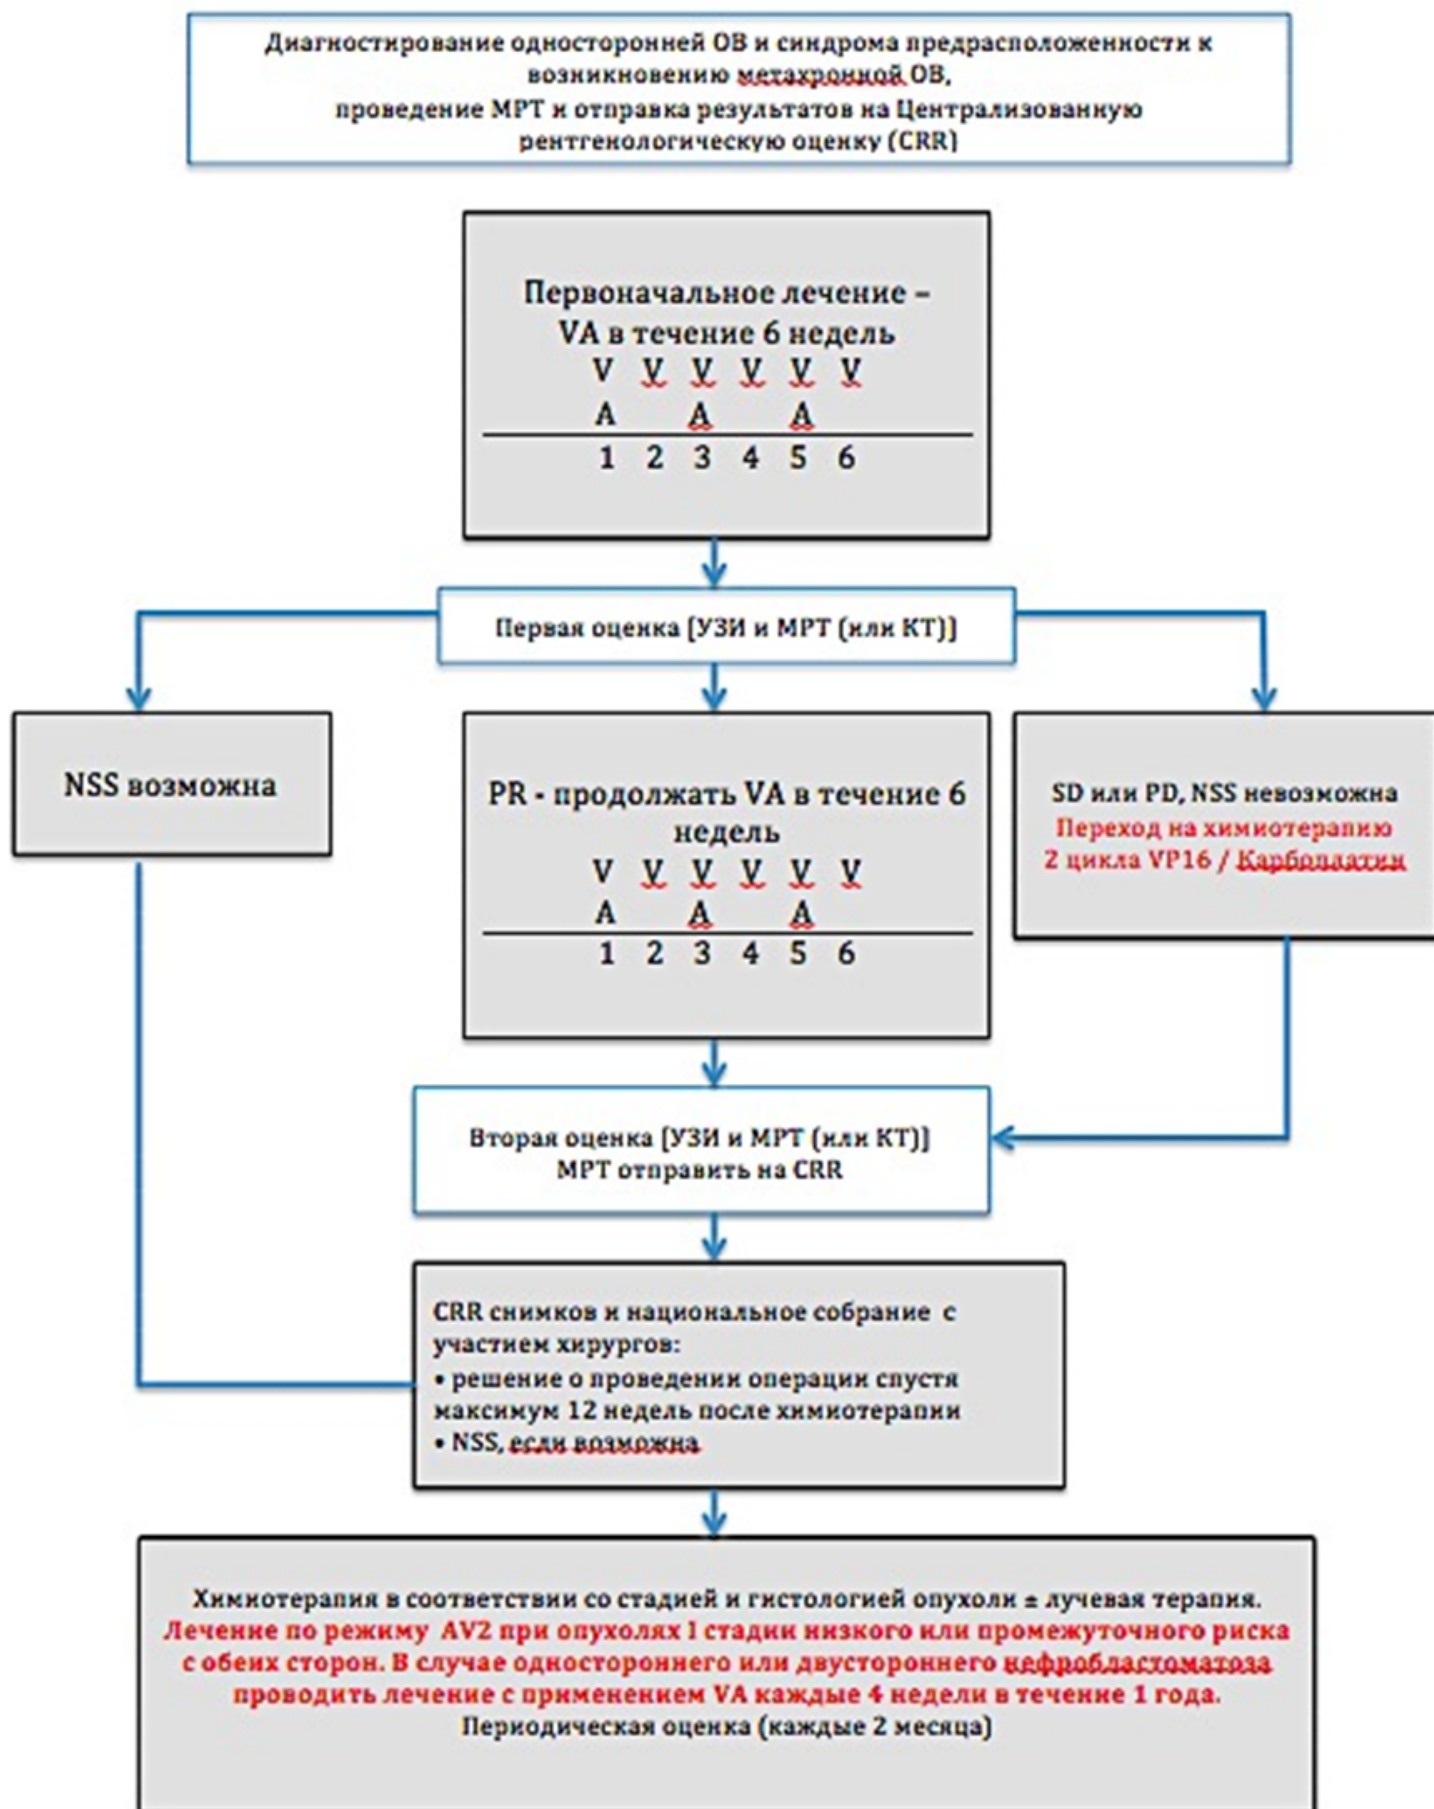 Диагностирование односторонней ОВ и синдрома предрасположенности к
возникновению метахронной ОВ,
проведение МРТ и отправка результатов на Централизованную
рентгенологическую оценку (CRR)
Первоначальное лечение –
VA в течение 6 недель
V V V V V V
A A A
1 2 3 4 5 6
Первая оценка [УЗИ и МРТ (или КТ)]
NSS возможна
PR - продолжать VA в течение 6
недель
V V V V V V
A A A
1 2 3 4 5 6
SD или PD, NSS невозможна
Переход на химиотерапию
2 цикла VP16 / Карбоплатин
Вторая оценка [УЗИ и МРТ (или КТ)]
МРТ отправить на CRR
CRR снимков и национальное собрание с
участием хирургов:
• решение о проведении операции спустя
максимум 12 недель после химиотерапии
• NSS, если возможна
Химиотерапия в соответствии со стадией и гистологией опухоли ± лучевая терапия.
Лечение по режиму AV2 при опухолях I стадии низкого или промежуточного риска
с обеих сторон. В случае одностороннего или двустороннего нефробластоматоза
проводить лечение с применением VA каждые 4 недели в течение 1 года.
Периодическая оценка (каждые 2 месяца)